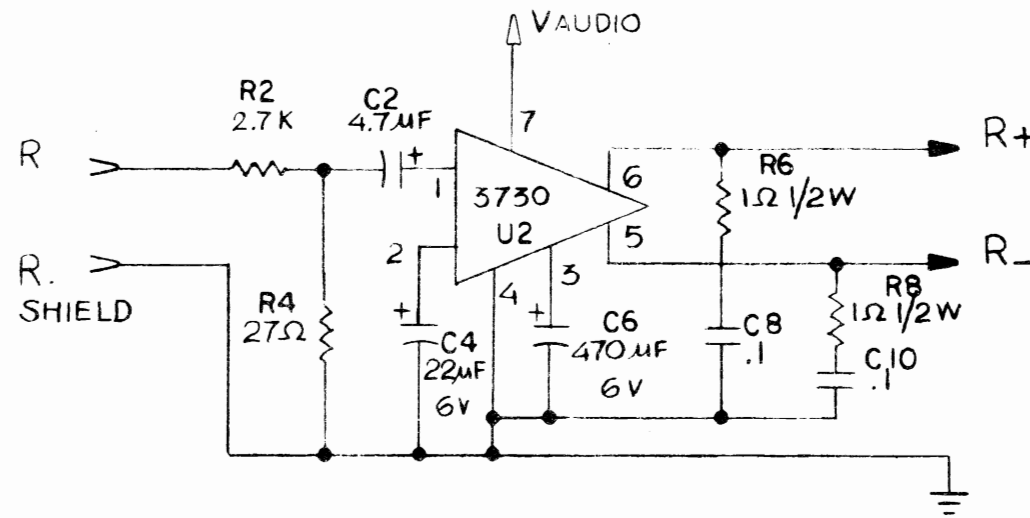 VAUDIO
R2
2.7K
C2
4.7µF
7
R
+
1
3730
U2
6
R6
1Ω 1/2W
R+
2
5
R-
R.
SHIELD
3
4
R4
27Ω
+
C4
22µF
6V
+
C6
470µF
6V
C8
.1
R8
1Ω 1/2W
C10
.1